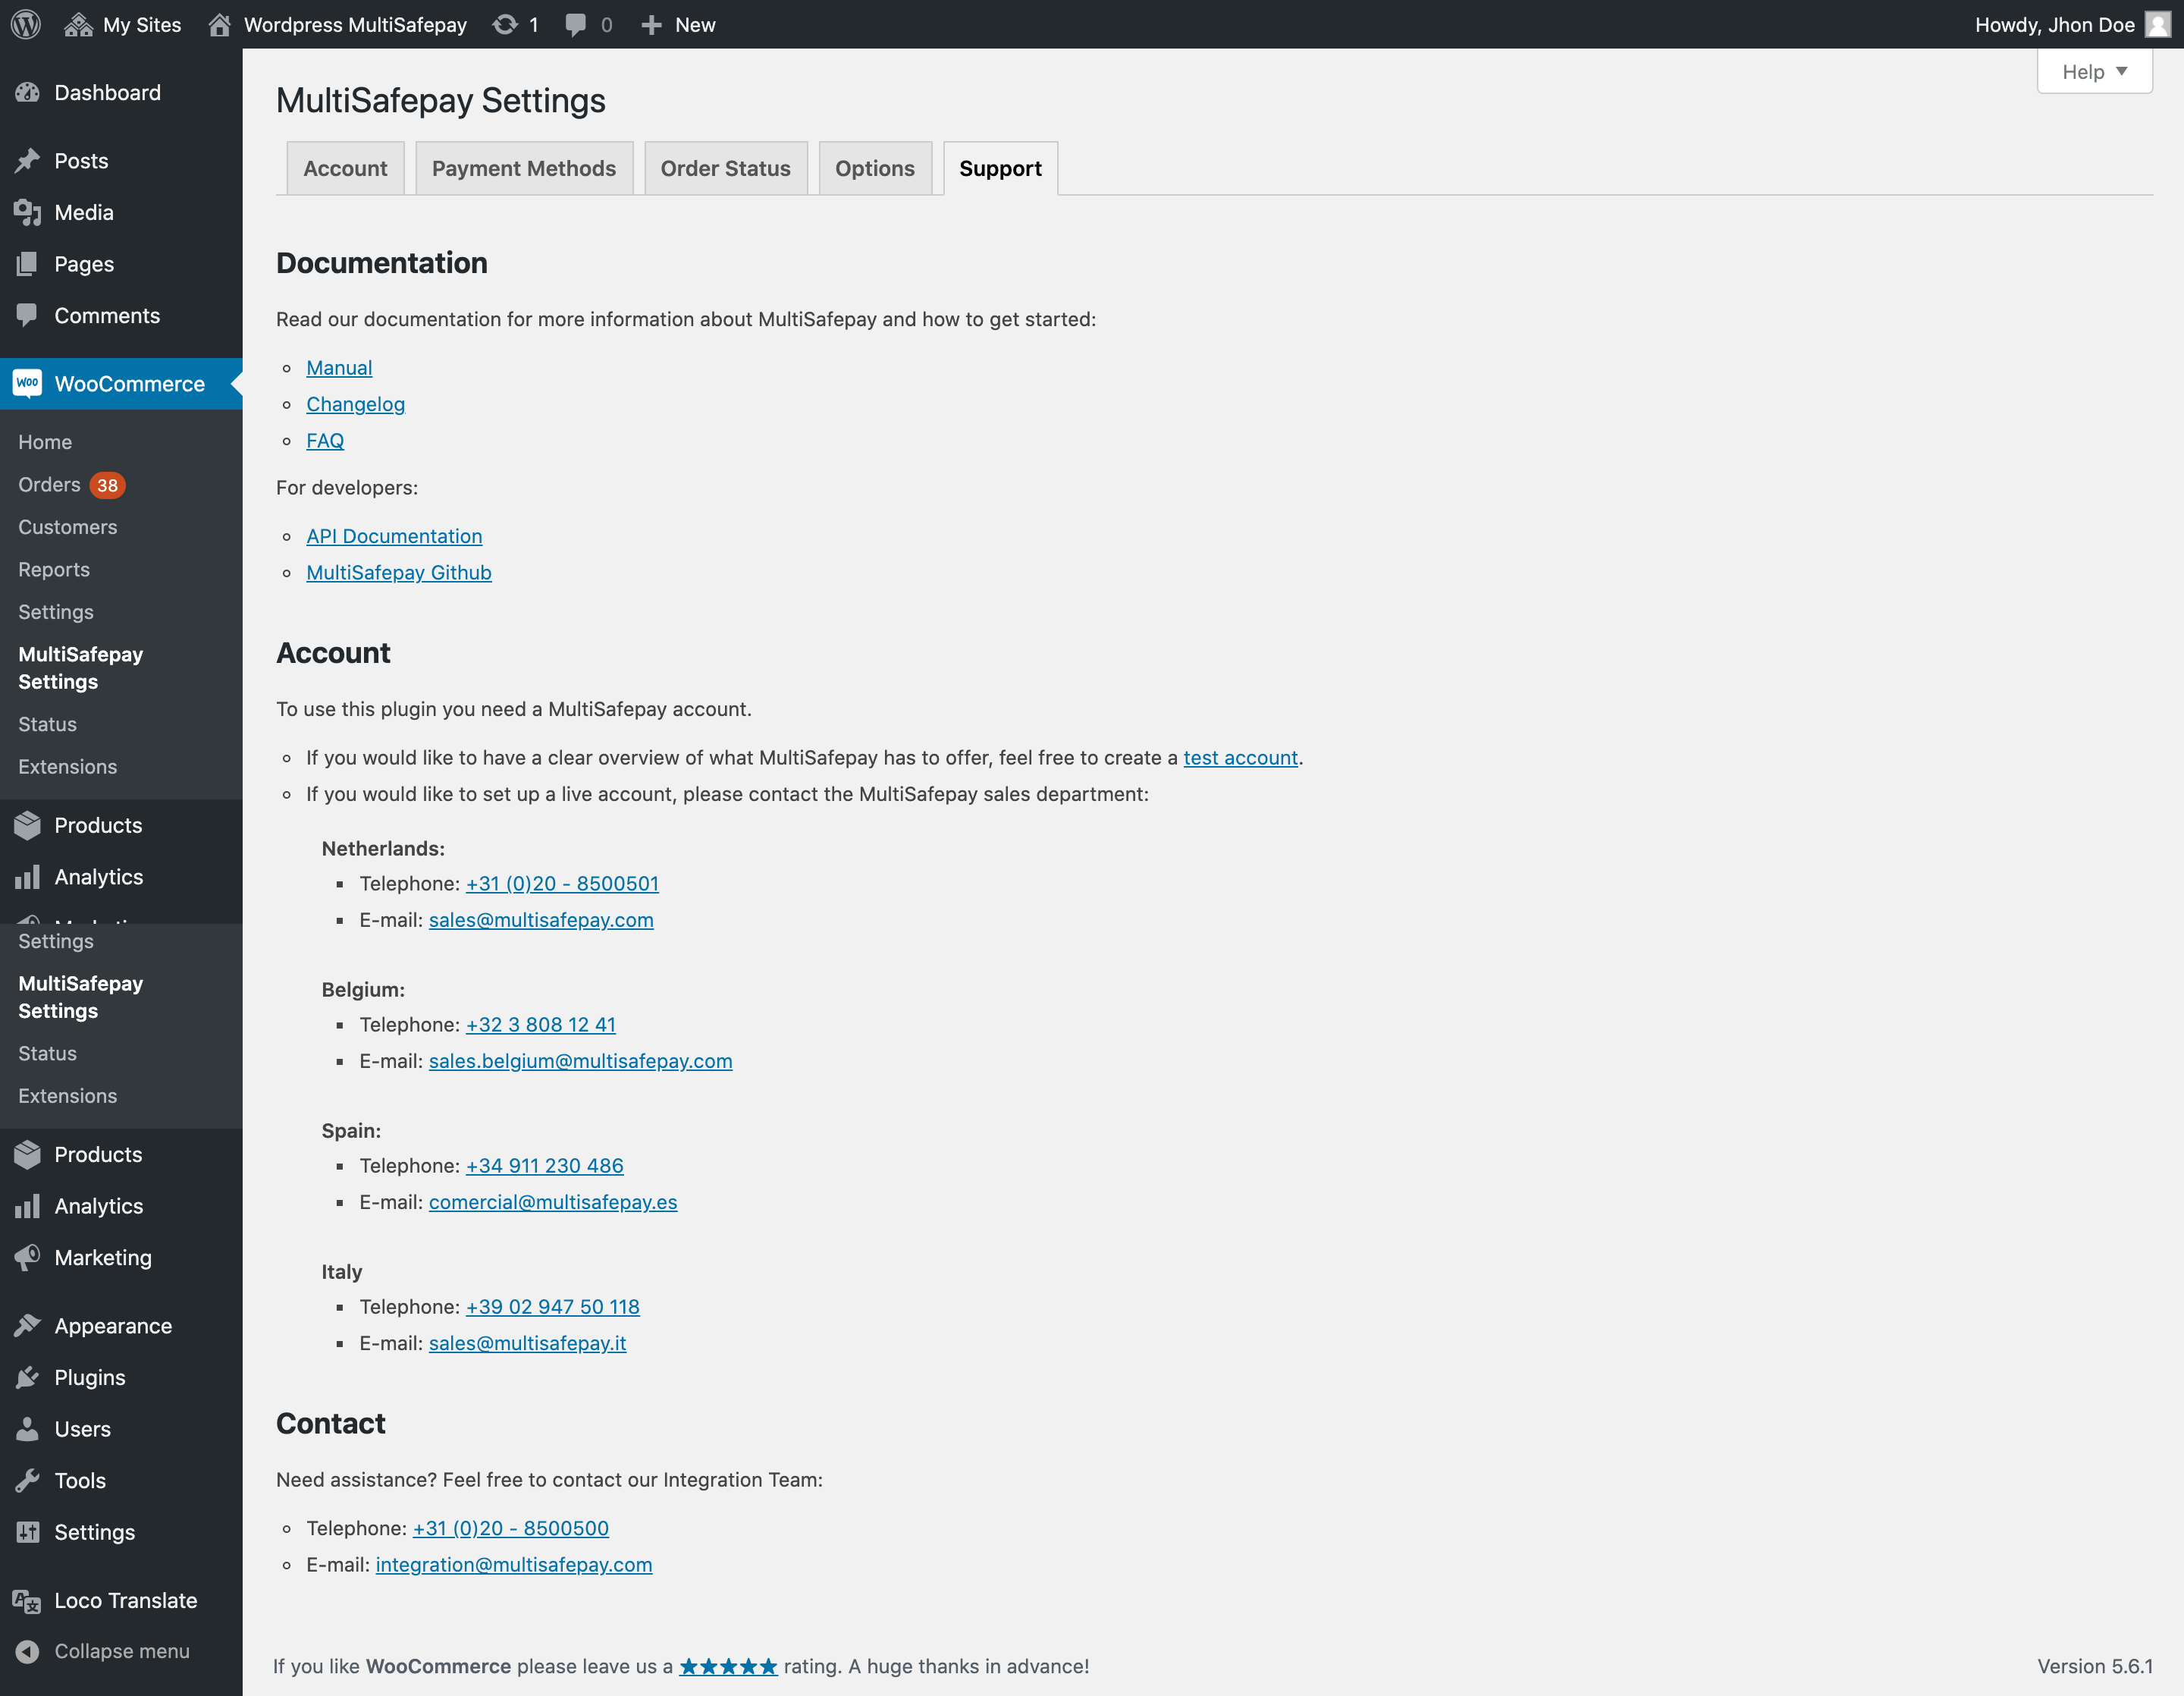 My Sites Wordpress MultiSafepay 1 0 New Howdy, Jhon Doe
Help
Dashboard
Posts
Media
Pages
Comments
Woo WooCommerce
Home
Orders 38
Customers
Reports
Settings
MultiSafepay
Settings
Status
Extensions
Products
Analytics
Settings
MultiSafepay
Settings
Status
Extensions
Products
Analytics
Marketing
Appearance
Plugins
Users
Tools
Settings
Loco Translate
Collapse menu
MultiSafepay Settings
Account Payment Methods Order Status Options Support
Documentation
Read our documentation for more information about MultiSafepay and how to get started:
Manual
Changelog
FAQ
For developers:
API Documentation
MultiSafepay Github
Account
To use this plugin you need a MultiSafepay account.
If you would like to have a clear overview of what MultiSafepay has to offer, feel free to create a test account.
If you would like to set up a live account, please contact the MultiSafepay sales department:
Netherlands:
Telephone: +31 (0)20 - 8500501
E-mail: sales@multisafepay.com
Belgium:
Telephone: +32 3 808 12 41
E-mail: sales.belgium@multisafepay.com
Spain:
Telephone: +34 911 230 486
E-mail: comercial@multisafepay.es
Italy
Telephone: +39 02 947 50 118
E-mail: sales@multisafepay.it
Contact
Need assistance? Feel free to contact our Integration Team:
Telephone: +31 (0)20 - 8500500
E-mail: integration@multisafepay.com
If you like WooCommerce please leave us a ★★★★★ rating. A huge thanks in advance!
Version 5.6.1